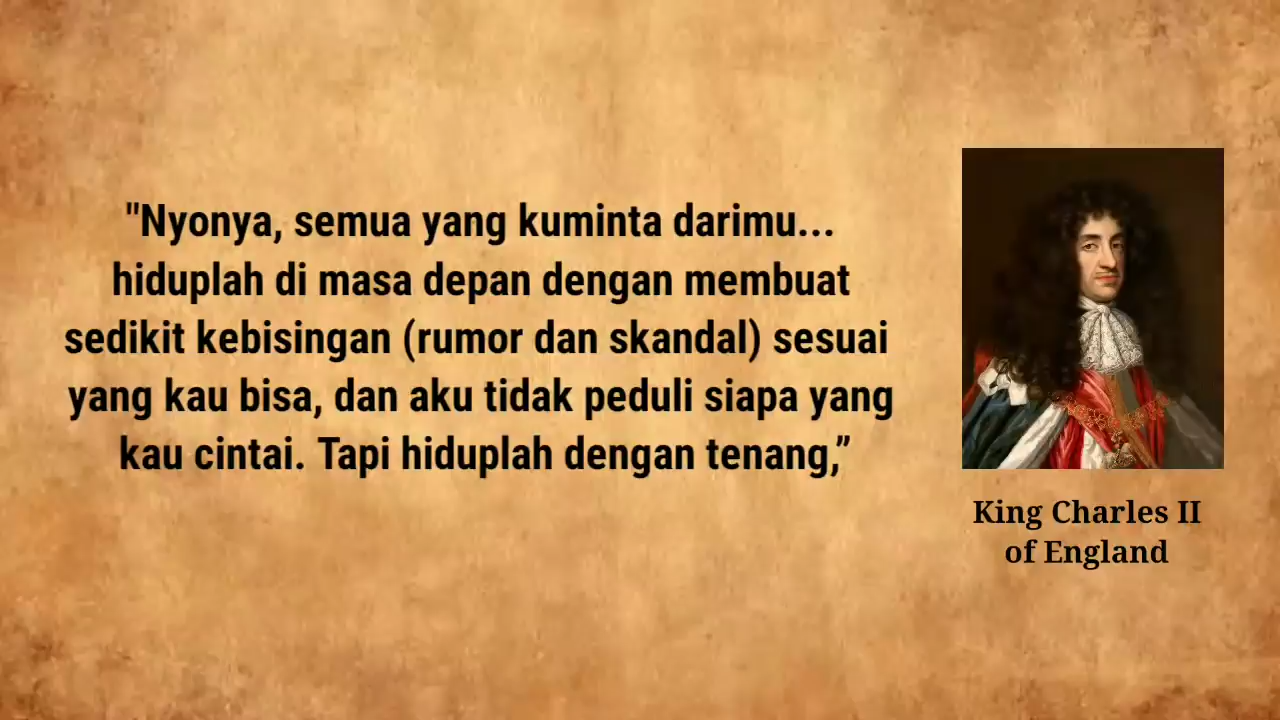 "Nyonya, semua yang kuminta darimu...
hiduplah di masa depan dengan membuat
sedikit kebisingan (rumor dan skandal) sesuai
yang kau bisa, dan aku tidak peduli siapa yang
kau cintai. Tapi hiduplah dengan tenang,”
King Charles II
of England